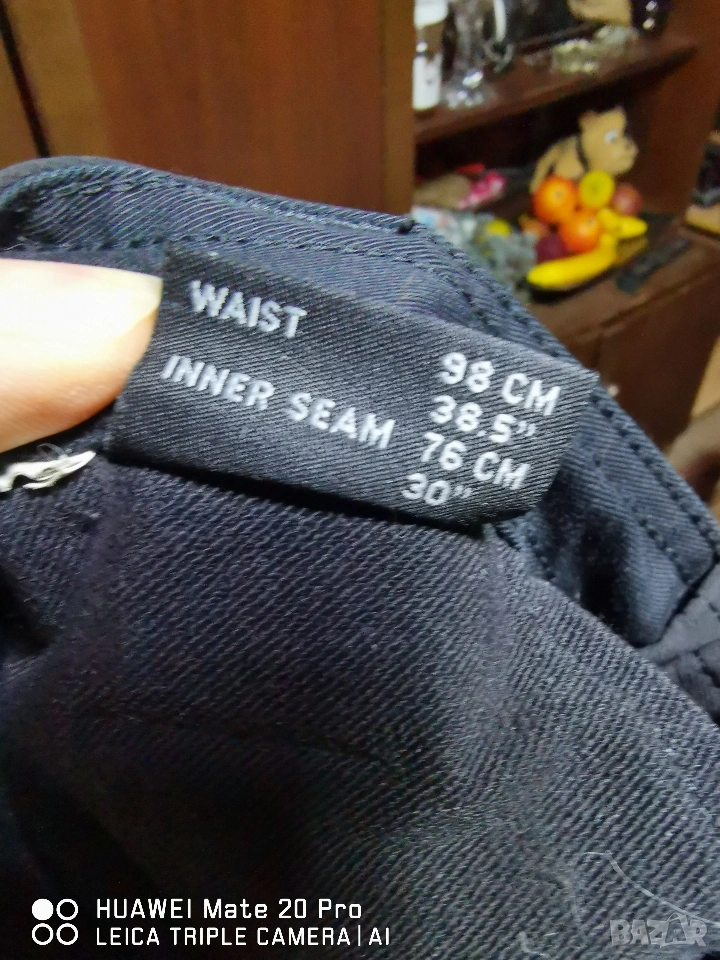 WAIST 98 CM
38.5"
INNER SEAM 76 CM
30"
HUAWEI Mate 20 Pro
LEICA TRIPLE CAMERA | AI
BAZAR